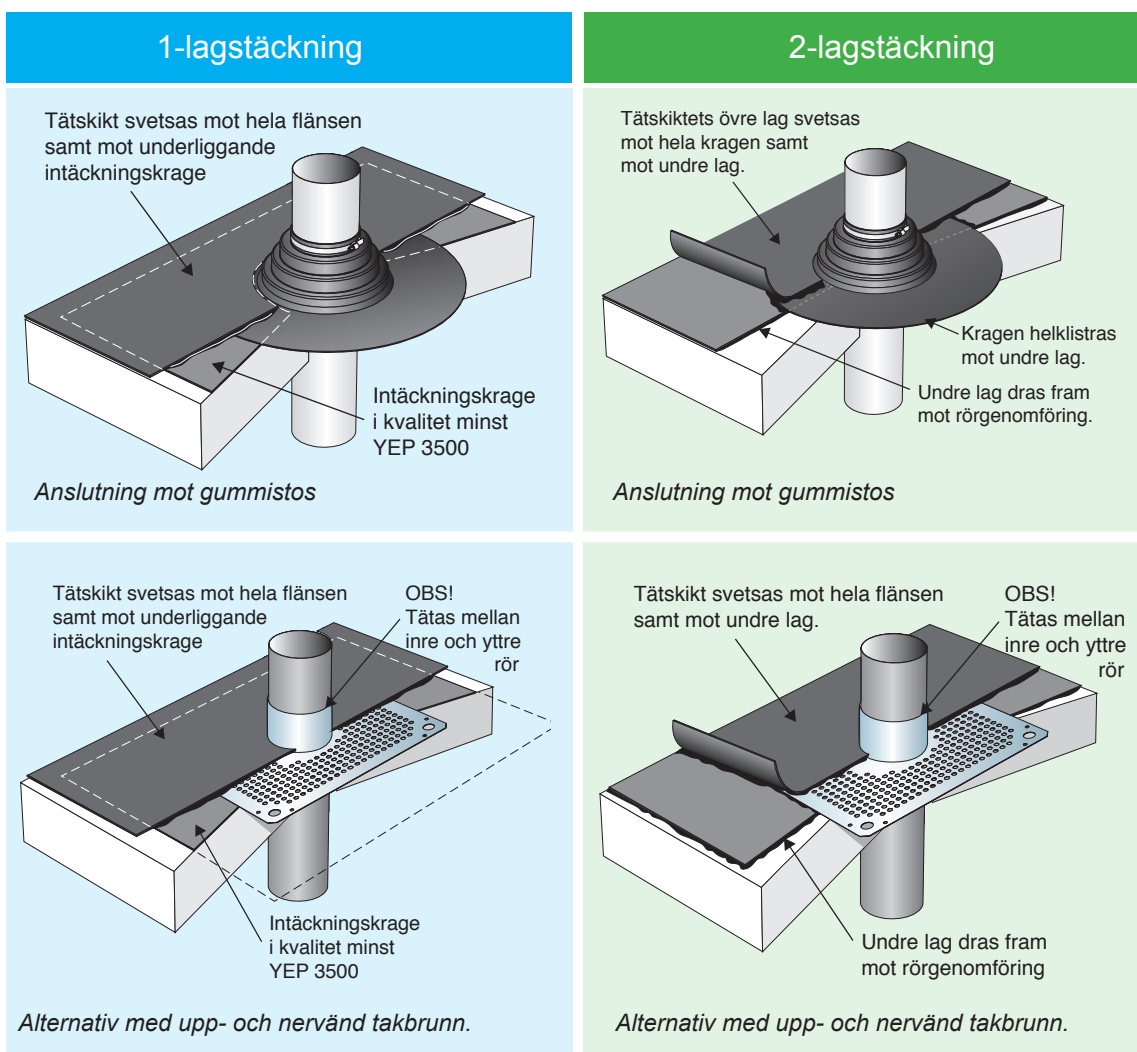 1-lagstäckning
2-lagstäckning
Tätskikt svetsas mot hela flänsen
samt mot underliggande
intäckningskrage
Intäckningskrage
i kvalitet minst
YEP 3500
Anslutning mot gummistos
Tätskiktets övre lag svetsas
mot hela kragen samt
mot undre lag.
Kragen helklistras
mot undre lag.
Undre lag dras fram
mot rörgenomföring.
Anslutning mot gummistos
Tätskikt svetsas mot hela flänsen
samt mot underliggande
intäckningskrage
OBS!
Tätas mellan
inre och yttre
rör
Intäckningskrage
i kvalitet minst
YEP 3500
Alternativ med upp- och nervänd takbrunn.
Tätskikt svetsas mot hela flänsen
samt mot undre lag.
OBS!
Tätas mellan
inre och yttre
rör
Undre lag dras fram
mot rörgenomföring
Alternativ med upp- och nervänd takbrunn.